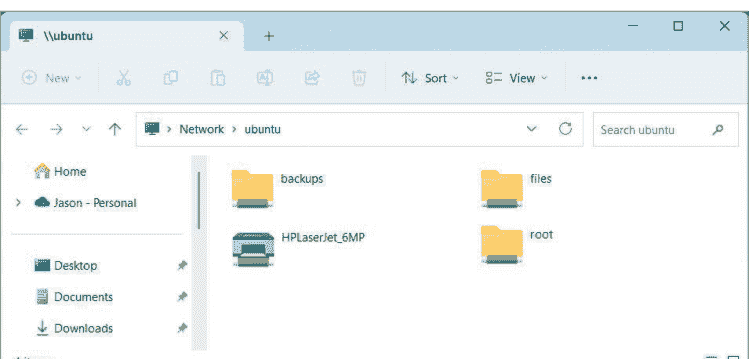 \\ubuntu
New
Sort
View
Network
ubuntu
Search ubuntu
Home
Jason - Personal
Desktop
Documents
Downloads
backups
files
HPLaserJet_6MP
root